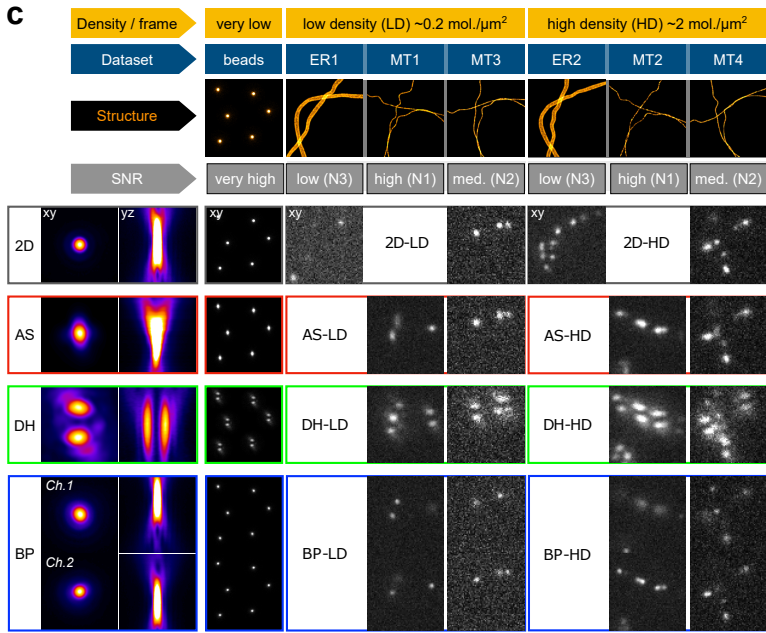 c
Density / frame
very low
low density (LD) ~0.2 mol./µm²
high density (HD) ~2 mol./µm²
Dataset
beads
ER1
MT1
MT3
ER2
MT2
MT4
Structure
SNR
very high
low (N3)
high (N1)
med. (N2)
low (N3)
high (N1)
med. (N2)
2D
xy
yz
xy
xy
2D-LD
xy
2D-HD
AS
AS-LD
AS-HD
DH
DH-LD
DH-HD
BP
Ch.1
Ch.2
BP-LD
BP-HD